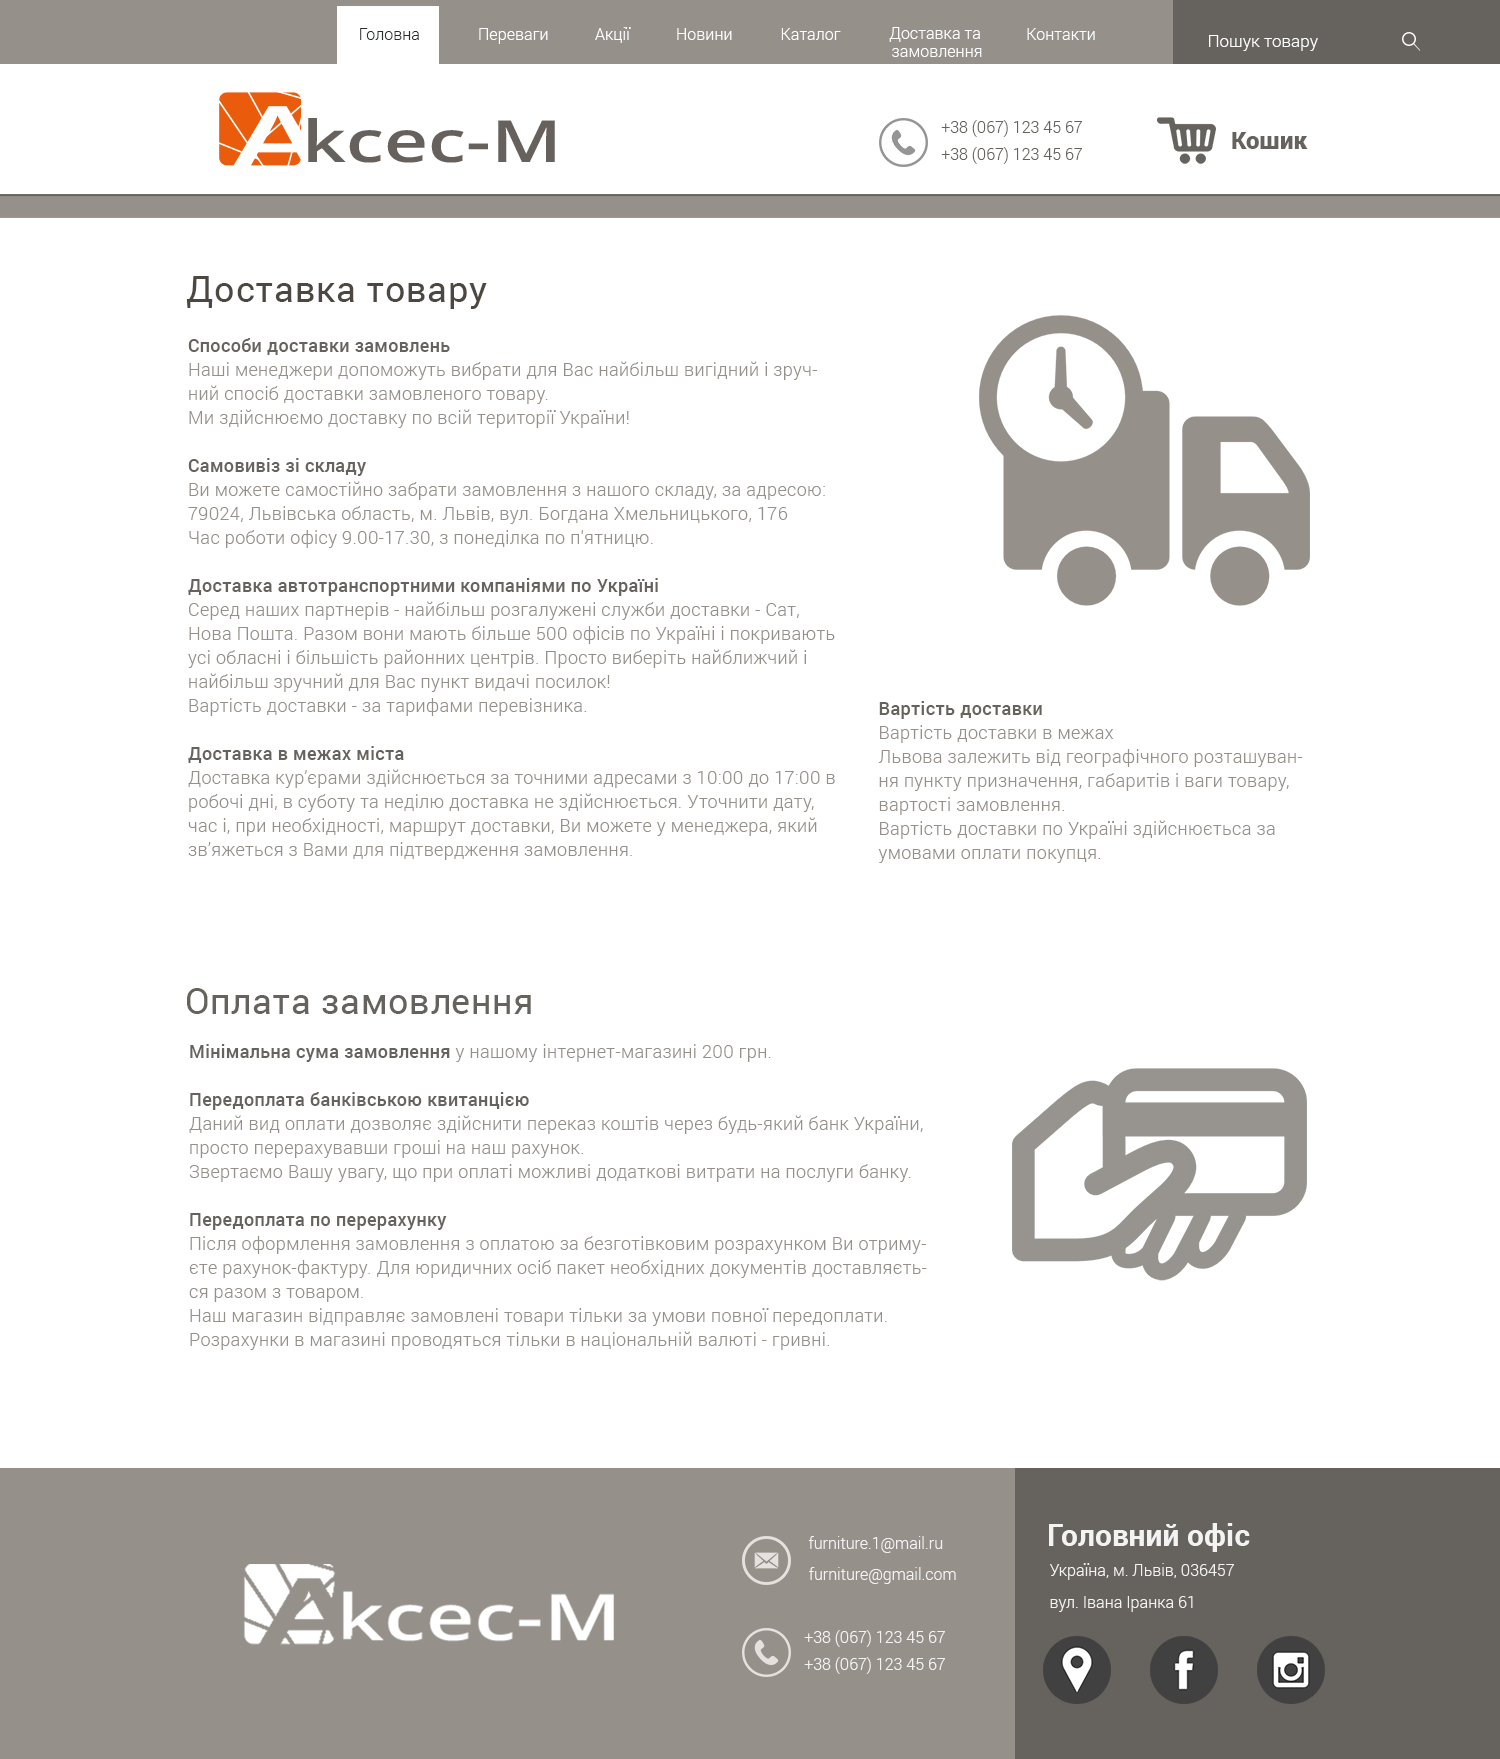 Головна
Переваги
Акції
Новини
Каталог
Доставка та
замовлення
Контакти
Пошук товару
Аксес-М
+38 (067) 123 45 67
+38 (067) 123 45 67
Кошик
Доставка товару
Способи доставки замовлень
Наші менеджери допоможуть вибрати для Вас найбільш вигідний і зруч-
ний спосіб доставки замовленого товару.
Ми здійснюємо доставку по всій території України!
Самовивіз зі складу
Ви можете самостійно забрати замовлення з нашого складу, за адресою:
79024, Львівська область, м. Львів, вул. Богдана Хмельницького, 176
Час роботи офісу 9.00-17.30, з понеділка по п'ятницю.
Доставка автотранспортними компаніями по Україні
Серед наших партнерів - найбільш розгалужені служби доставки - Сат,
Нова Пошта. Разом вони мають більше 500 офісів по Україні і покривають
усі обласні і більшість районних центрів. Просто виберіть найближчий і
найбільш зручний для Вас пункт видачі посилок!
Вартість доставки - за тарифами перевізника.
Доставка в межах міста
Доставка кур’єрами здійснюється за точними адресами з 10:00 до 17:00 в
робочі дні, в суботу та неділю доставка не здійснюється. Уточнити дату,
час і, при необхідності, маршрут доставки, Ви можете у менеджера, який
зв’яжеться з Вами для підтвердження замовлення.
Вартість доставки
Вартість доставки в межах
Львова залежить від географічного розташуван-
ня пункту призначення, габаритів і ваги товару,
вартості замовлення.
Вартість доставки по Україні здійснюєтьса за
умовами оплати покупця.
Оплата замовлення
Мінімальна сума замовлення у нашому інтернет-магазині 200 грн.
Передоплата банківською квитанцією
Даний вид оплати дозволяє здійснити переказ коштів через будь-який банк України,
просто перерахувавши гроші на наш рахунок.
Звертаємо Вашу увагу, що при оплаті можливі додаткові витрати на послуги банку.
Передоплата по перерахунку
Після оформлення замовлення з оплатою за безготівковим розрахунком Ви отриму-
єте рахунок-фактуру. Для юридичних осіб пакет необхідних документів доставляєть-
ся разом з товаром.
Наш магазин відправляє замовлені товари тільки за умови повної передоплати.
Розрахунки в магазині проводяться тільки в національній валюті - гривні.
Аксес-М
furniture.1@mail.ru
furniture@gmail.com
+38 (067) 123 45 67
+38 (067) 123 45 67
Головний офіс
Україна, м. Львів, 036457
вул. Івана Іранка 61